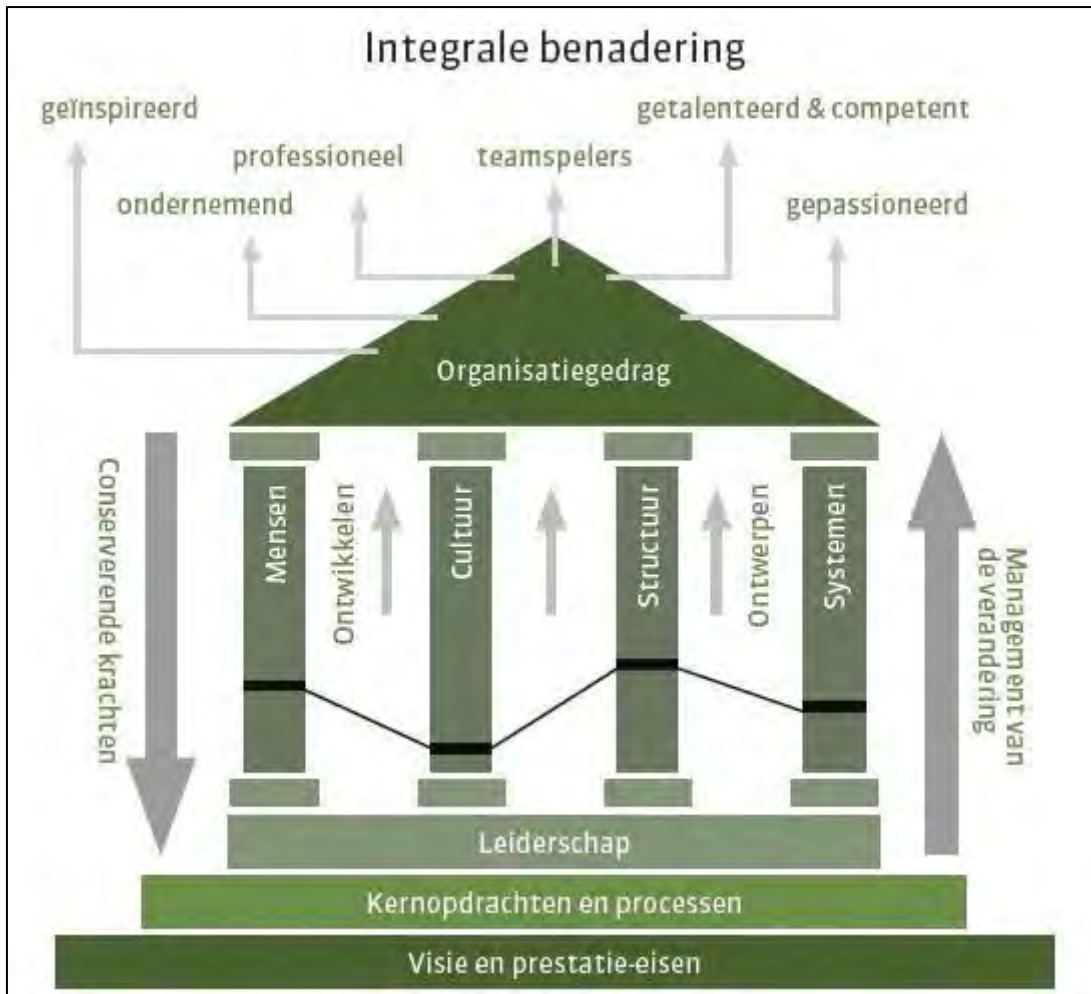 Integrale benadering
geïnspireerd
getalenteerd & competent
professioneel
teamspelers
ondernemend
gepassioneerd
Organisatiegedrag
Conserverende krachten
Mensen
Ontwikkelen
Cultuur
Structuur
Ontwerpen
Systemen
Management van
de verandering
Leiderschap
Kernopdrachten en processen
Visie en prestatie-eisen